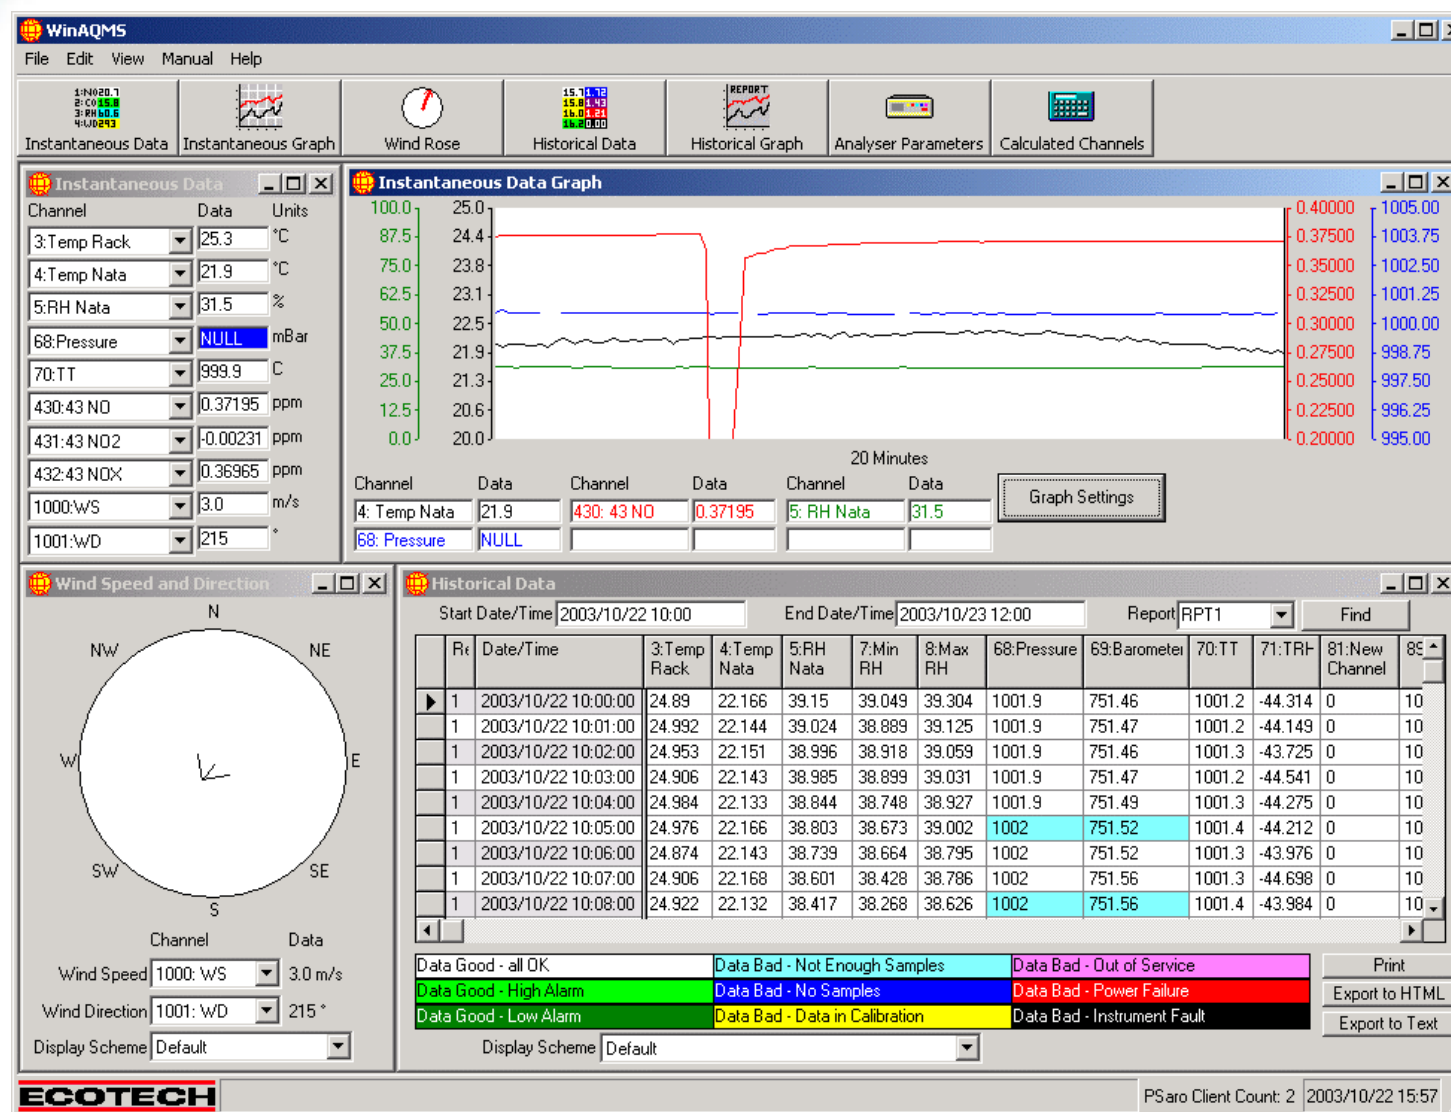 WinAQMS
File Edit View Manual Help
1:NO20.7
2:CO15.8
3:RH60.6
4:WD293
15.71.72
15.81.43
16.01.21
16.20.00
REPORT
Instantaneous Data Instantaneous Graph Wind Rose Historical Data Historical Graph Analyser Parameters Calculated Channels
Instantaneous Data
Channel Data Units
3:Temp Rack 25.3 °C
4:Temp Nata 21.9 °C
5:RH Nata 31.5 %
68:Pressure NULL mBar
70:TT 999.9 C
430:43 NO 0.37195 ppm
431:43 NO2 -0.00231 ppm
432:43 NOX 0.36965 ppm
1000:WS 3.0 m/s
1001:WD 215 °
Instantaneous Data Graph
100.0 25.0 0.40000 1005.00
87.5 24.4 0.37500 1003.75
75.0 23.8 0.35000 1002.50
62.5 23.1 0.32500 1001.25
50.0 22.5 0.30000 1000.00
37.5 21.9 0.27500 998.75
25.0 21.3 0.25000 997.50
12.5 20.6 0.22500 996.25
0.0 20.0 0.20000 995.00
20 Minutes
Channel Data Channel Data Channel Data
4: Temp Nata 21.9 430: 43 NO 0.37195 5: RH Nata 31.5
68: Pressure NULL
Graph Settings
Wind Speed and Direction
N
NW NE
W E
SW SE
S
Channel Data
Wind Speed 1000: WS 3.0 m/s
Wind Direction 1001: WD 215 °
Display Scheme Default
Historical Data
Start Date/Time 2003/10/22 10:00 End Date/Time 2003/10/23 12:00 Report RPT1 Find
Re Date/Time 3:Temp Rack 4:Temp Nata 5:RH Nata 7:Min RH 8:Max RH 68:Pressure 69:Barometer 70:TT 71:TRH 81:New Channel 89
1 2003/10/22 10:00:00 24.89 22.166 39.15 39.049 39.304 1001.9 751.46 1001.2 -44.314 0 10
1 2003/10/22 10:01:00 24.992 22.144 39.024 38.889 39.125 1001.9 751.47 1001.2 -44.149 0 10
1 2003/10/22 10:02:00 24.953 22.151 38.996 38.918 39.059 1001.9 751.46 1001.3 -43.725 0 10
1 2003/10/22 10:03:00 24.906 22.143 38.985 38.899 39.031 1001.9 751.47 1001.2 -44.541 0 10
1 2003/10/22 10:04:00 24.984 22.133 38.844 38.748 38.927 1001.9 751.49 1001.3 -44.275 0 10
1 2003/10/22 10:05:00 24.976 22.166 38.803 38.673 39.002 1002 751.52 1001.4 -44.212 0 10
1 2003/10/22 10:06:00 24.874 22.143 38.739 38.664 38.795 1002 751.52 1001.3 -43.976 0 10
1 2003/10/22 10:07:00 24.906 22.168 38.601 38.428 38.786 1002 751.56 1001.3 -44.698 0 10
1 2003/10/22 10:08:00 24.922 22.132 38.417 38.268 38.626 1002 751.56 1001.4 -43.984 0 10
Data Good - all OK Data Bad - Not Enough Samples Data Bad - Out of Service Print
Data Good - High Alarm Data Bad - No Samples Data Bad - Power Failure Export to HTML
Data Good - Low Alarm Data Bad - Data in Calibration Data Bad - Instrument Fault Export to Text
Display Scheme Default
ECOTECH PSaro Client Count: 2 2003/10/22 15:57